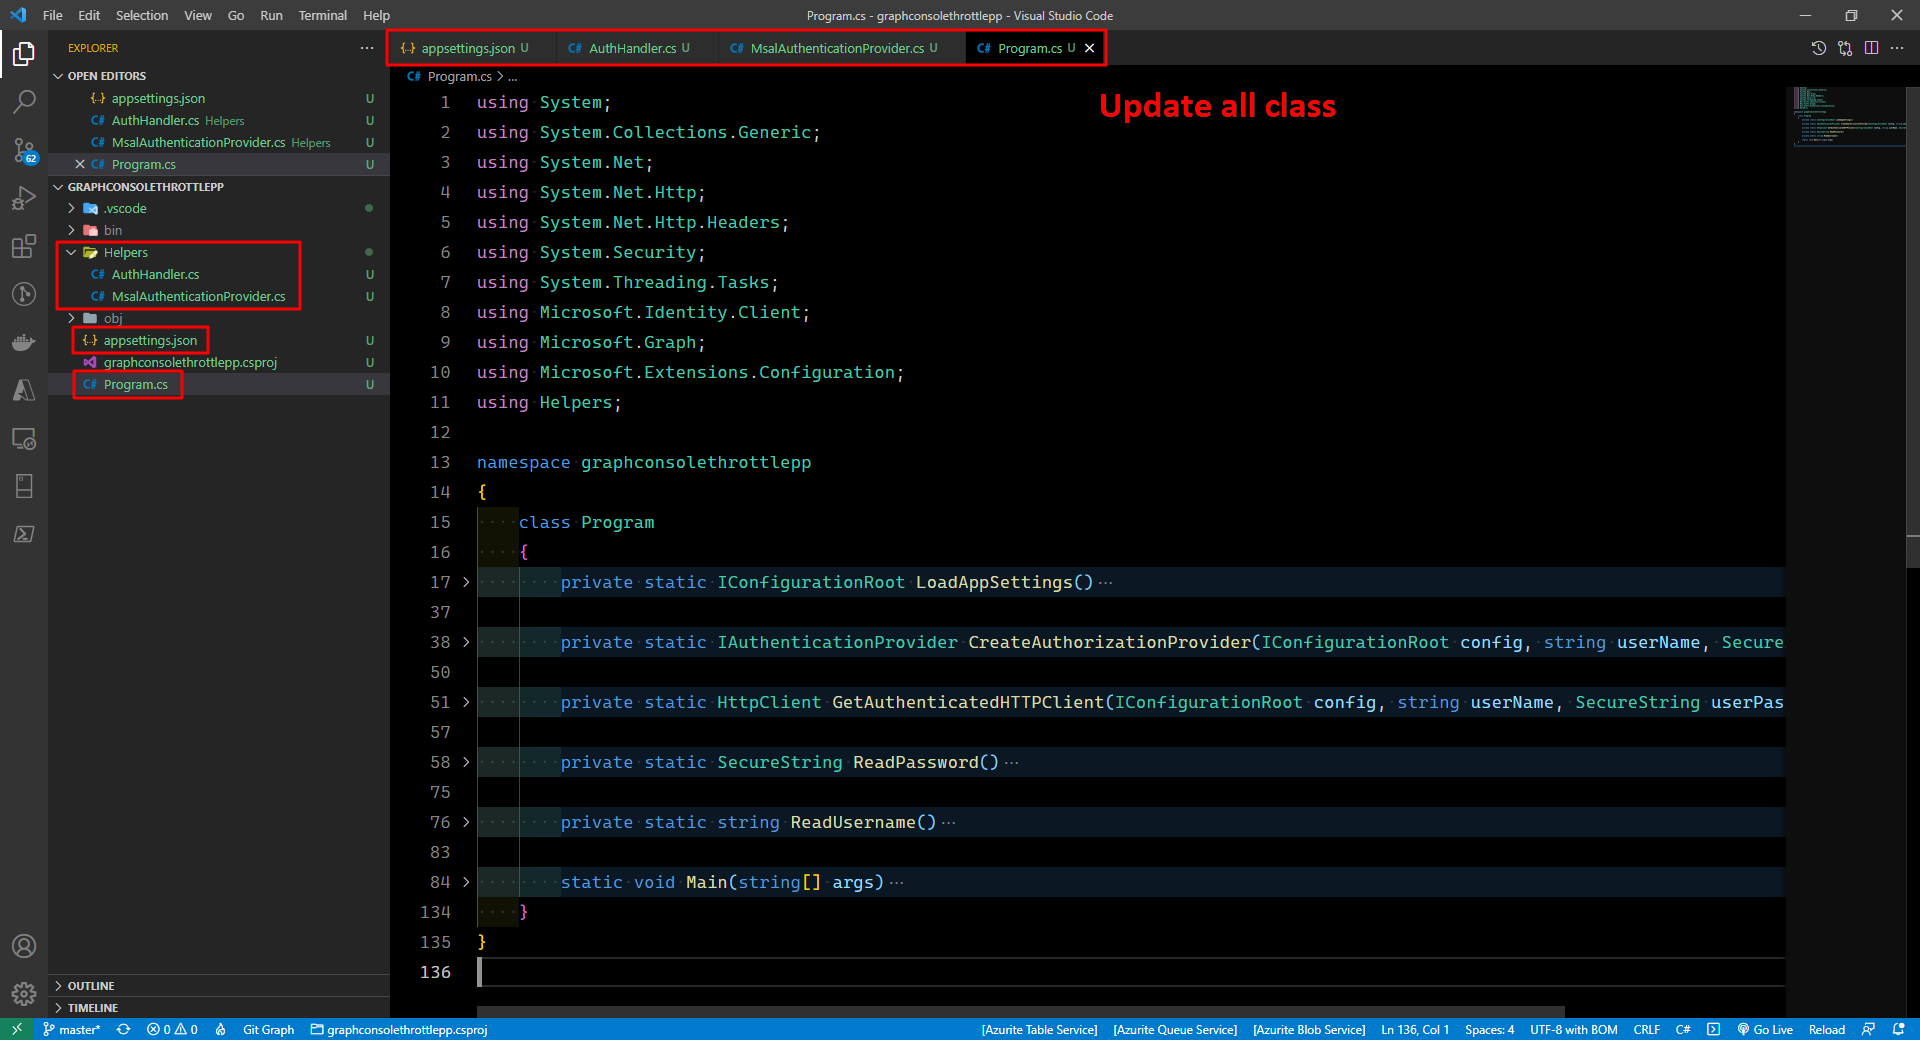 File Edit Selection View Go Run Terminal Help
Program.cs - graphconsolethrottlepp - Visual Studio Code
EXPLORER ...
OPEN EDITORS
{..} appsettings.json U
C# AuthHandler.cs Helpers U
C# MsalAuthenticationProvider.cs Helpers U
C# Program.cs U
GRAPHCONSOLETHROTTLEPP
.vscode
bin
Helpers
C# AuthHandler.cs U
C# MsalAuthenticationProvider.cs U
obj
{..} appsettings.json U
graphconsolethrottlepp.csproj U
C# Program.cs U
62
OUTLINE
TIMELINE
{..} appsettings.json U C# AuthHandler.cs U C# MsalAuthenticationProvider.cs U C# Program.cs U
C# Program.cs > ...
Update all class
1 using System;
2 using System.Collections.Generic;
3 using System.Net;
4 using System.Net.Http;
5 using System.Net.Http.Headers;
6 using System.Security;
7 using System.Threading.Tasks;
8 using Microsoft.Identity.Client;
9 using Microsoft.Graph;
10 using Microsoft.Extensions.Configuration;
11 using Helpers;
12
13 namespace graphconsolethrottlepp
14 {
15 class Program
16 {
17 private static IConfigurationRoot LoadAppSettings() ...
37
38 private static IAuthenticationProvider CreateAuthorizationProvider(IConfigurationRoot config, string userName, Secure
50
51 private static HttpClient GetAuthenticatedHTTPClient(IConfigurationRoot config, string userName, SecureString userPas
57
58 private static SecureString ReadPassword() ...
75
76 private static string ReadUsername() ...
83
84 static void Main(string[] args) ...
134 }
135 }
136
master* 0 0 Git Graph graphconsolethrottlepp.csproj [Azurite Table Service] [Azurite Queue Service] [Azurite Blob Service] Ln 136, Col 1 Spaces: 4 UTF-8 with BOM CRLF C# Go Live Reload